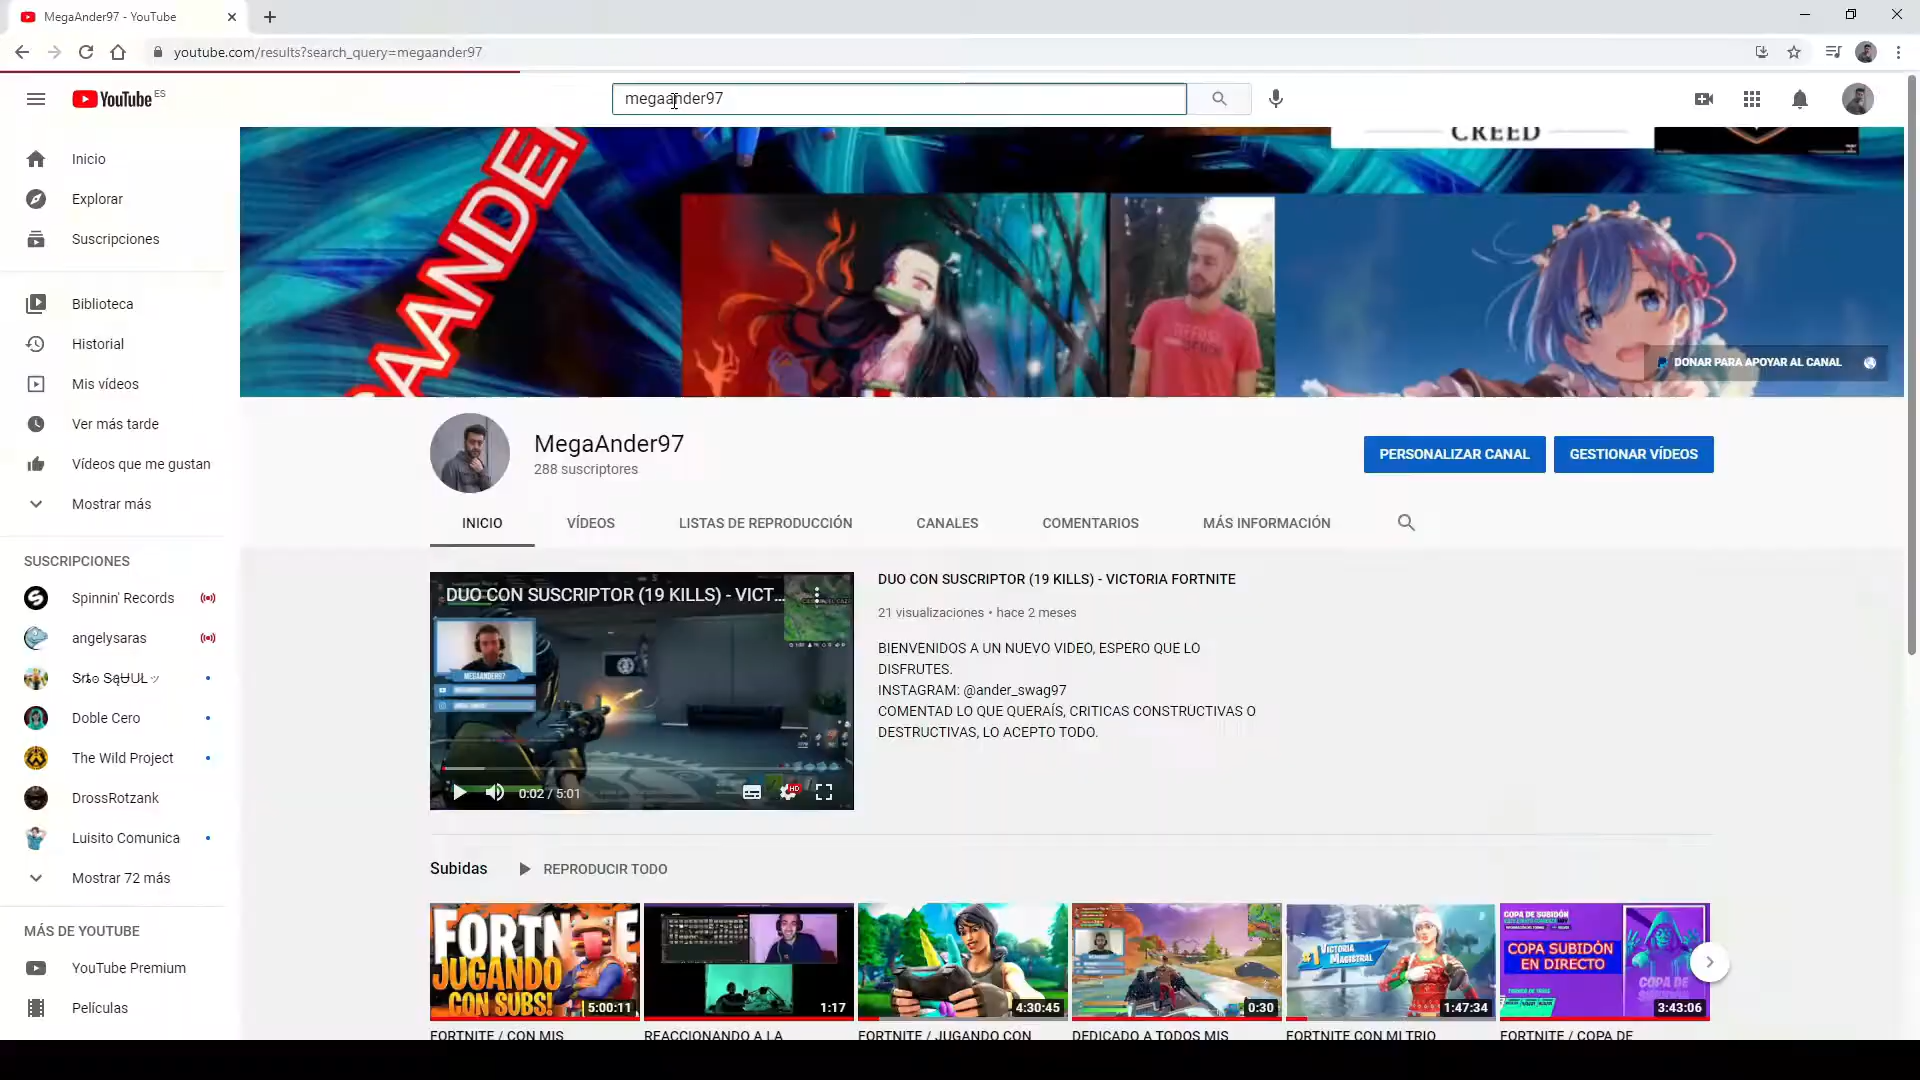 MegaAnder97 - YouTube
youtube.com/results?search_query=megaander97
YouTube ES
megaander97
Inicio
Explorar
Suscripciones
Biblioteca
Historial
Mis vídeos
Ver más tarde
Vídeos que me gustan
Mostrar más
SUSCRIPCIONES
Spinnin' Records
angelysaras
Doble Cero
The Wild Project
DrossRotzank
Luisito Comunica
Mostrar 72 más
MÁS DE YOUTUBE
YouTube Premium
Películas
CREED
DONAR PARA APOYAR AL CANAL
MegaAnder97
288 suscriptores
PERSONALIZAR CANAL
GESTIONAR VÍDEOS
INICIO
VÍDEOS
LISTAS DE REPRODUCCIÓN
CANALES
COMENTARIOS
MÁS INFORMACIÓN
DUO CON SUSCRIPTOR (19 KILLS) - VICT...
MEGAANDER97
HD
0:02 / 5:01
DUO CON SUSCRIPTOR (19 KILLS) - VICTORIA FORTNITE
21 visualizaciones • hace 2 meses
BIENVENIDOS A UN NUEVO VIDEO, ESPERO QUE LO
DISFRUTES.
INSTAGRAM: @ander_swag97
COMENTAD LO QUE QUERAÍS, CRITICAS CONSTRUCTIVAS O
DESTRUCTIVAS, LO ACEPTO TODO.
Subidas
REPRODUCIR TODO
FORTNITE
JUGANDO
CON SUBS!
5:00:11
1:17
4:30:45
0:30
#1 VICTORIA
MAGISTRAL
1:47:34
COPA DE SUBIDÓN
COPA SUBIDÓN
EN DIRECTO
COPA DE
3:43:06
FORTNITE / CON MIS
REACCIONANDO A LA
FORTNITE / JUGANDO CON
DEDICADO A TODOS MIS
FORTNITE CON MI TRIO
FORTNITE / COPA DE